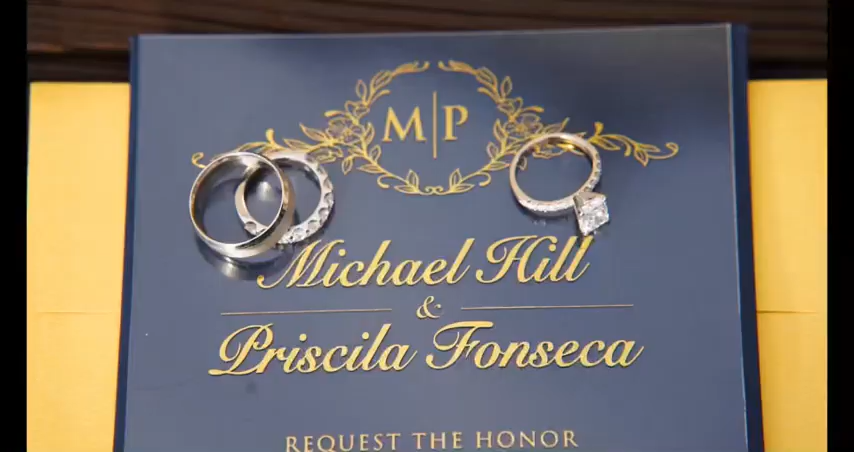 M|P
Michael Hill
&
Priscila Fonseca
REQUEST THE HONOR